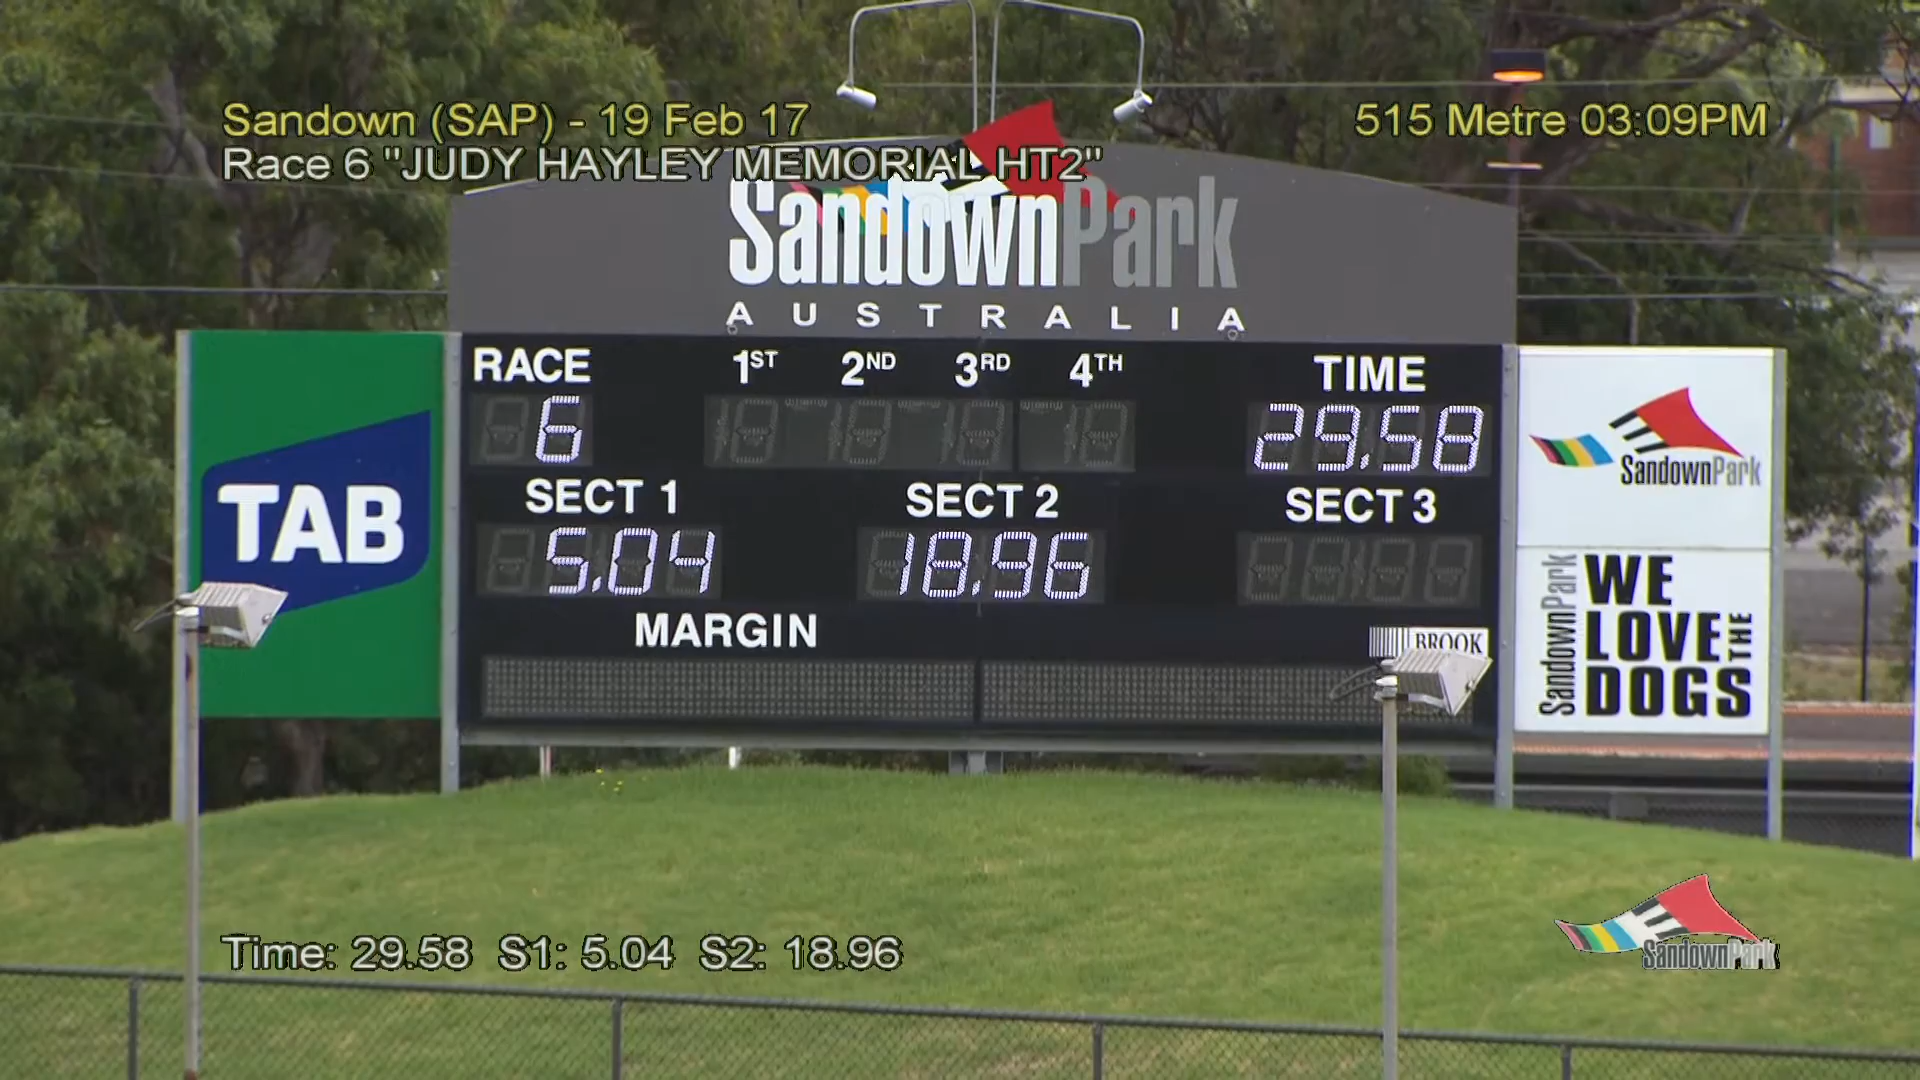 Sandown (SAP) - 19 Feb 17
515 Metre 03:09PM
Race 6 "JUDY HAYLEY MEMORIAL HT2"
SandownPark
AUSTRALIA
RACE 1ST 2ND 3RD 4TH TIME
6 29.58
SECT 1 SECT 2 SECT 3
5.04 18.96
MARGIN
BROOK
TAB
SandownPark
SandownPark
WE
LOVE THE
DOGS
Time: 29.58 S1: 5.04 S2: 18.96
SandownPark